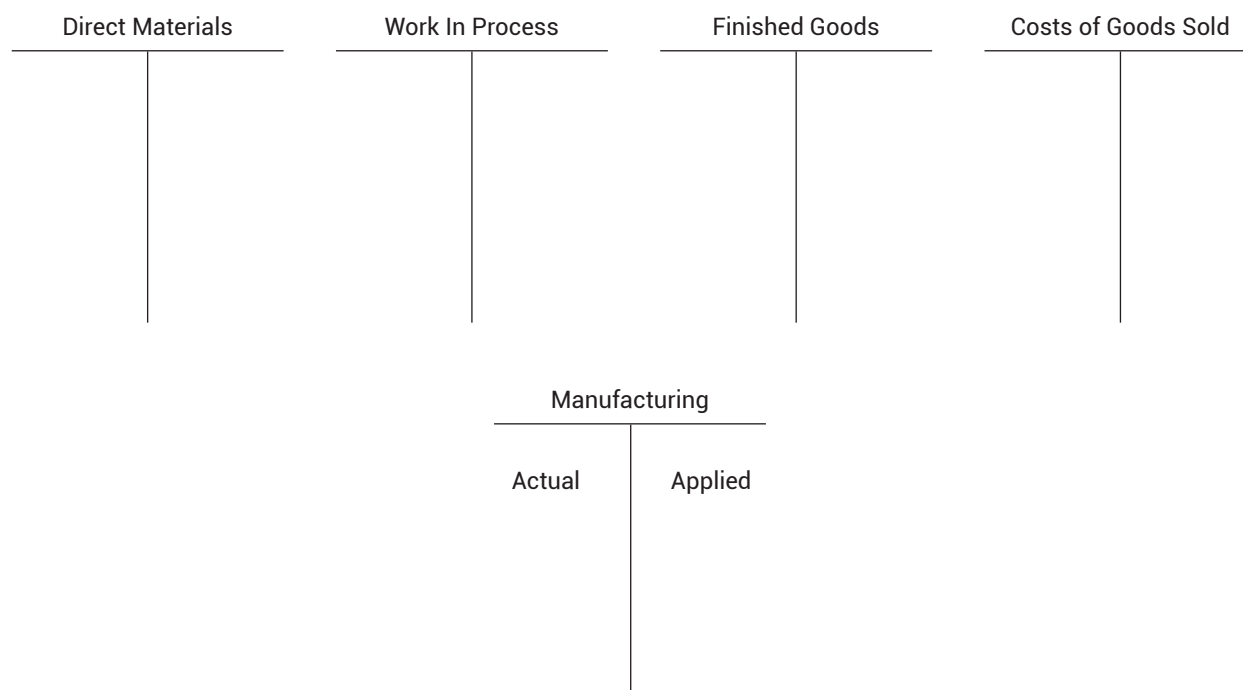 Direct Materials
Work In Process
Finished Goods
Costs of Goods Sold
Manufacturing
Actual
Applied